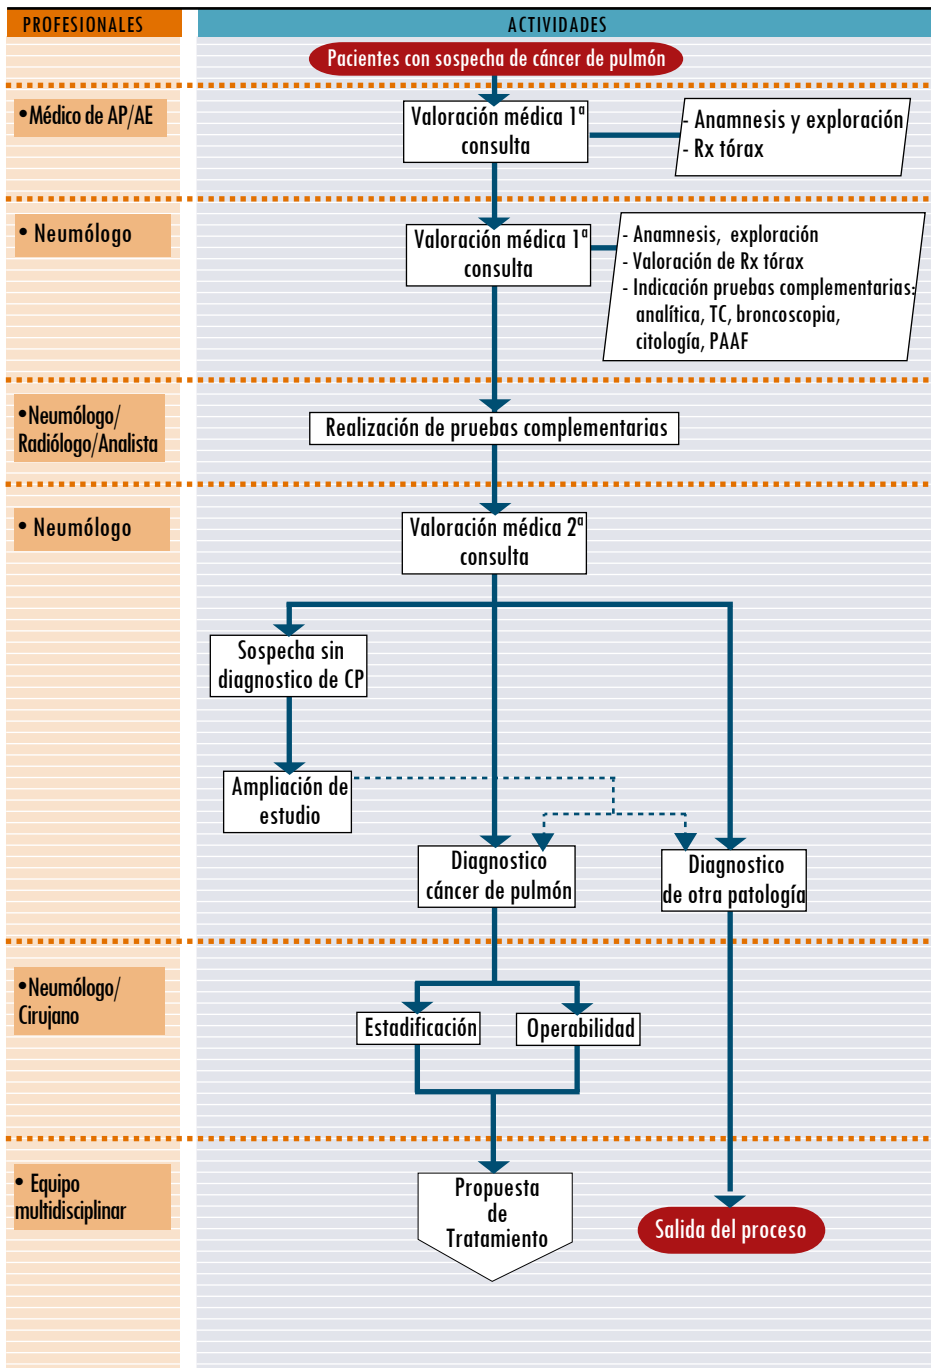 PROFESIONALES
ACTIVIDADES
Pacientes con sospecha de cáncer de pulmón
•Médico de AP/AE
Valoración médica 1ª
consulta
- Anamnesis y exploración
- Rx tórax
• Neumólogo
Valoración médica 1ª
consulta
- Anamnesis, exploración
- Valoración de Rx tórax
- Indicación pruebas complementarias:
analítica, TC, broncoscopia,
citología, PAAF
•Neumólogo/
Radiólogo/Analista
Realización de pruebas complementarias
• Neumólogo
Valoración médica 2ª
consulta
Sospecha sin
diagnostico de CP
Ampliación de
estudio
Diagnostico
cáncer de pulmón
Diagnostico
de otra patología
•Neumólogo/
Cirujano
Estadificación
Operabilidad
• Equipo
multidisciplinar
Propuesta
de
Tratamiento
Salida del proceso